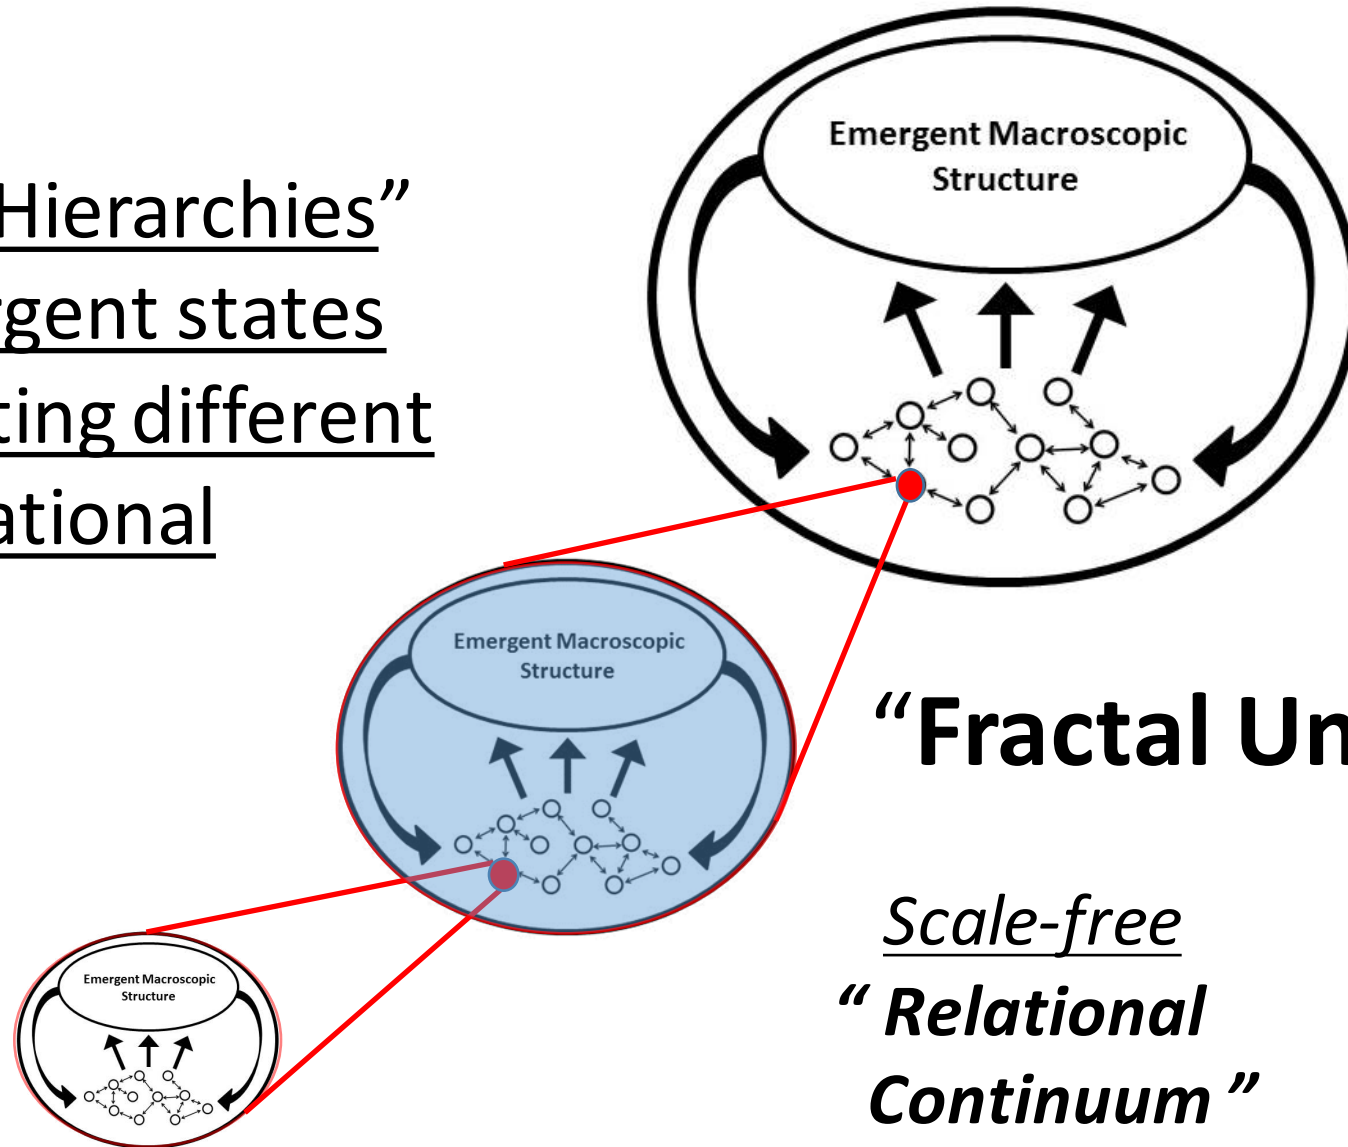 Hierarchies”
rgent states
ting different
ational
Emergent Macroscopic
Structure
Emergent Macroscopic
Structure
“Fractal Un
Scale-free
“ Relational
Continuum ”
Emergent Macroscopic
Structure